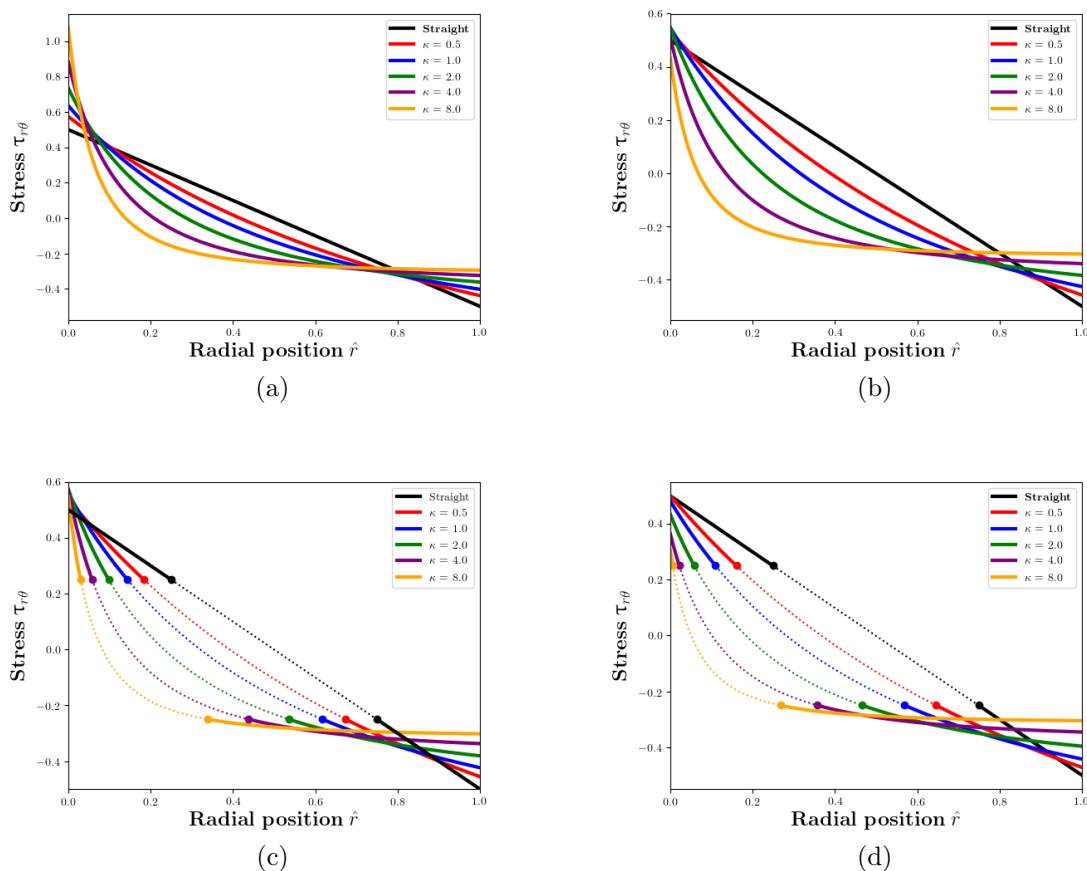 Stress τrθ
1.0
0.8
0.6
0.4
0.2
0.0
−0.2
−0.4
Straight
κ = 0.5
κ = 1.0
κ = 2.0
κ = 4.0
κ = 8.0
0.0 0.2 0.4 0.6 0.8 1.0
Radial position r̂
(a)
Stress τrθ
0.6
0.4
0.2
0.0
−0.2
−0.4
Straight
κ = 0.5
κ = 1.0
κ = 2.0
κ = 4.0
κ = 8.0
0.0 0.2 0.4 0.6 0.8 1.0
Radial position r̂
(b)
Stress τrθ
0.6
0.4
0.2
0.0
−0.2
−0.4
Straight
κ = 0.5
κ = 1.0
κ = 2.0
κ = 4.0
κ = 8.0
0.0 0.2 0.4 0.6 0.8 1.0
Radial position r̂
(c)
Stress τrθ
0.4
0.2
0.0
−0.2
−0.4
Straight
κ = 0.5
κ = 1.0
κ = 2.0
κ = 4.0
κ = 8.0
0.0 0.2 0.4 0.6 0.8 1.0
Radial position r̂
(d)